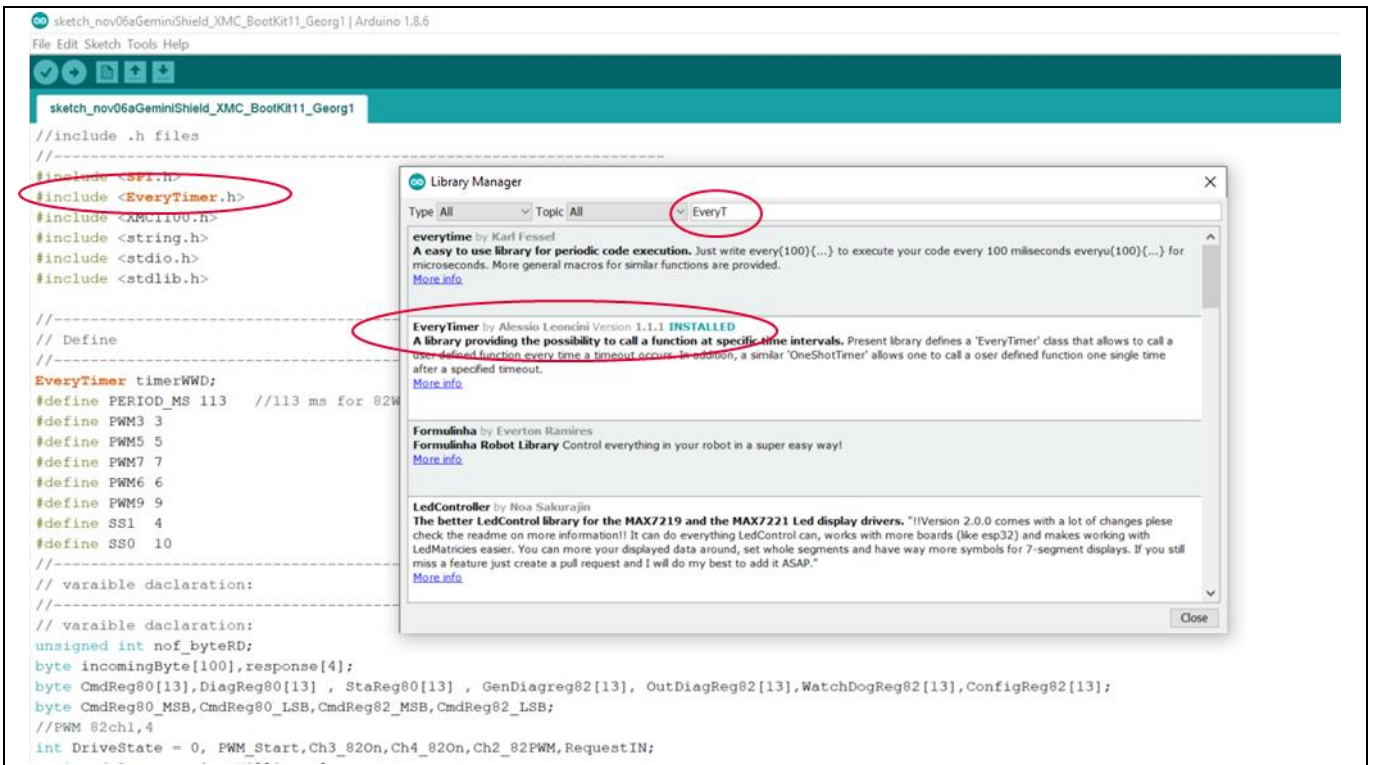 sketch_nov06aGeminiShield_XMC_BootKit11_Georg1 | Arduino 1.8.6
File Edit Sketch Tools Help
sketch_nov06aGeminiShield_XMC_BootKit11_Georg1
//include .h files
//-------------------------------------------------------------------
#include <SPI.h>
#include <EveryTimer.h>
#include <XMC1100.h>
#include <string.h>
#include <stdio.h>
#include <stdlib.h>
//--------------------------------------
// Define
//--------------------------------------
EveryTimer timerWWD;
#define PERIOD_MS 113 //113 ms for 82W
#define PWM3 3
#define PWM5 5
#define PWM7 7
#define PWM6 6
#define PWM9 9
#define SS1 4
#define SS0 10
//--------------------------------------
// varaible daclaration:
//--------------------------------------
// varaible daclaration:
unsigned int nof_byteRD;
byte incomingByte[100],response[4];
byte CmdReg80[13],DiagReg80[13] , StaReg80[13] , GenDiagreg82[13], OutDiagReg82[13],WatchDogReg82[13],ConfigReg82[13];
byte CmdReg80_MSB,CmdReg80_LSB,CmdReg82_MSB,CmdReg82_LSB;
//PWM 82ch1,4
int DriveState = 0, PWM_Start,Ch3_82On,Ch4_82On,Ch2_82PWM,RequestIN;
Library Manager
Type All Topic All EveryT
everytime by Karl Fessel
A easy to use library for periodic code execution. Just write every(100){...} to execute your code every 100 miliseconds everyu(100){...} for
microseconds. More general macros for similar functions are provided.
More info
EveryTimer by Alessio Leoncini Version 1.1.1 INSTALLED
A library providing the possibility to call a function at specific time intervals. Present library defines a 'EveryTimer' class that allows to call a
user defined function every time a timeout occurs. In addition, a similar 'OneShotTimer' allows one to call a oser defined function one single time
after a specified timeout.
More info
Formulinha by Everton Ramires
Formulinha Robot Library Control everything in your robot in a super easy way!
More info
LedController by Noa Sakurajin
The better LedControl library for the MAX7219 and the MAX7221 Led display drivers. "!!Version 2.0.0 comes with a lot of changes plese
check the readme on more information!! It can do everything LedControl can, works with more boards (like esp32) and makes working with
LedMatricies easier. You can more your displayed data around, set whole segments and have way more symbols for 7-segment displays. If you still
miss a feature just create a pull request and I will do my best to add it ASAP."
More info
Close